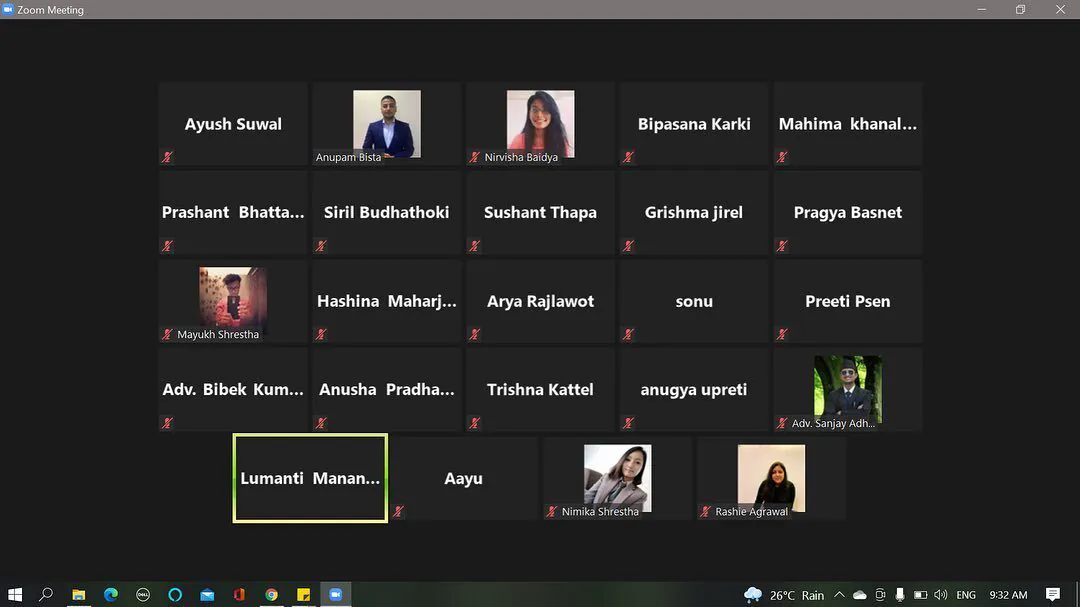 Zoom Meeting
Ayush Suwal
Anupam Bista
Nirvisha Baidya
Bipasana Karki
Mahima khanal...
Prashant Bhatta...
Siril Budhathoki
Sushant Thapa
Grishma jirel
Pragya Basnet
Mayukh Shrestha
Hashina Maharj...
Arya Rajlawot
sonu
Preeti Psen
Adv. Bibek Kum...
Anusha Pradha...
Trishna Kattel
anugya upreti
Adv. Sanjay Adh...
Lumanti Manan...
Aayu
Nimika Shrestha
Rashie Agrawal
DELL
26°C Rain
ENG
9:32 AM